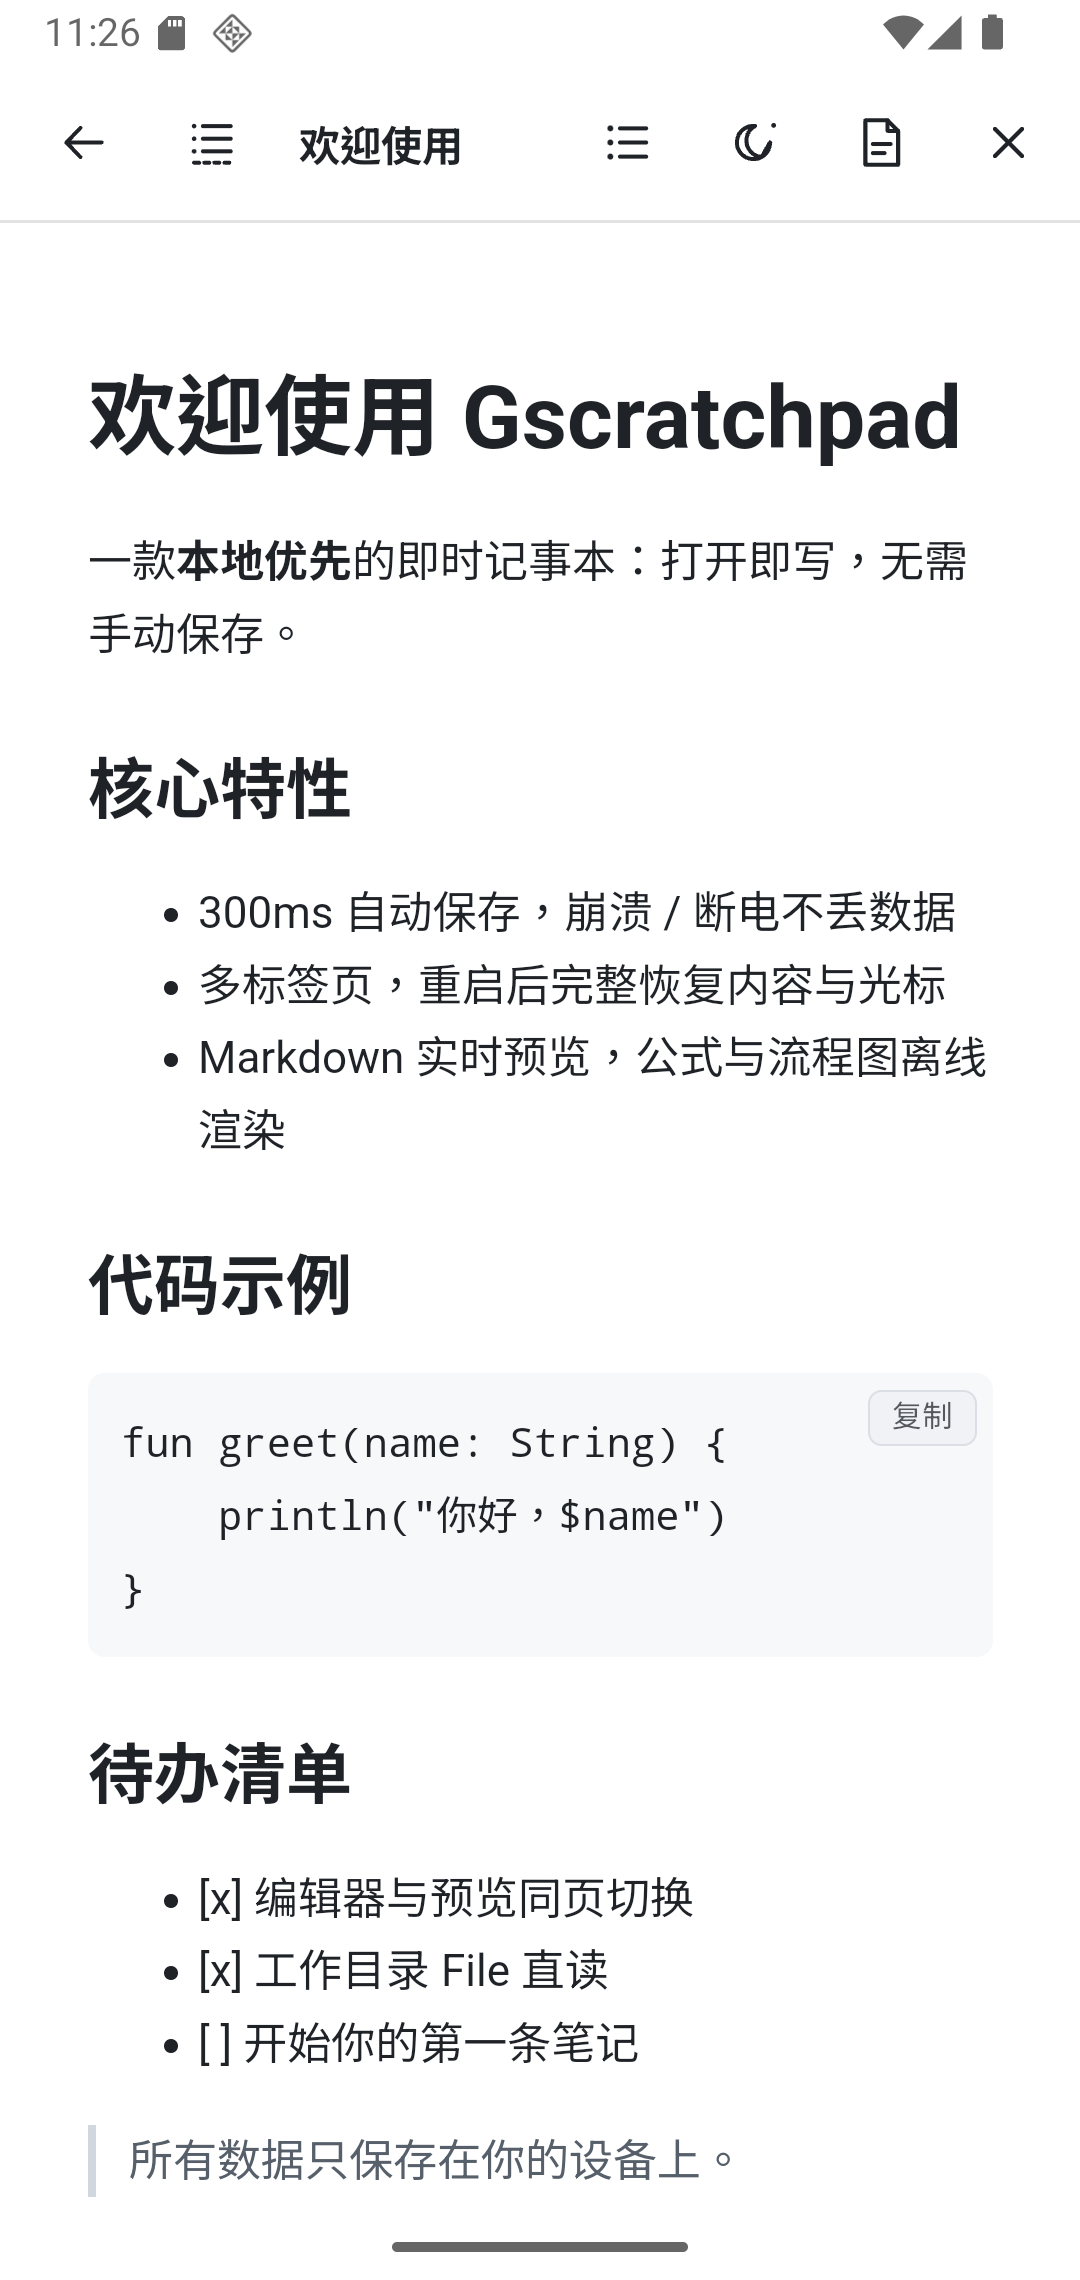 11:26
欢迎使用
欢迎使用 Gscratchpad
一款本地优先的即时记事本：打开即写，无需
手动保存。
核心特性
300ms 自动保存，崩溃 / 断电不丢数据
多标签页，重启后完整恢复内容与光标
Markdown 实时预览，公式与流程图离线
渲染
代码示例
复制
fun greet(name: String) {
    println("你好，$name")
}
待办清单
[x] 编辑器与预览同页切换
[x] 工作目录 File 直读
[ ] 开始你的第一条笔记
所有数据只保存在你的设备上。